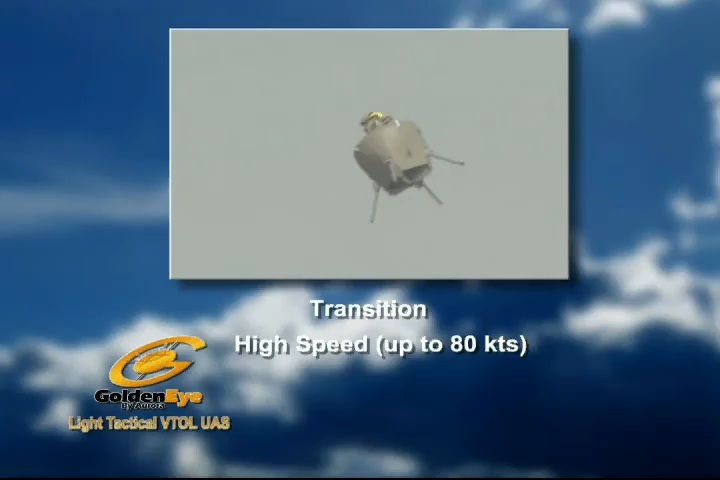 Transition
High Speed (up to 80 kts)
GoldenEye
By Aurora
Light Tactical VTOL UAS